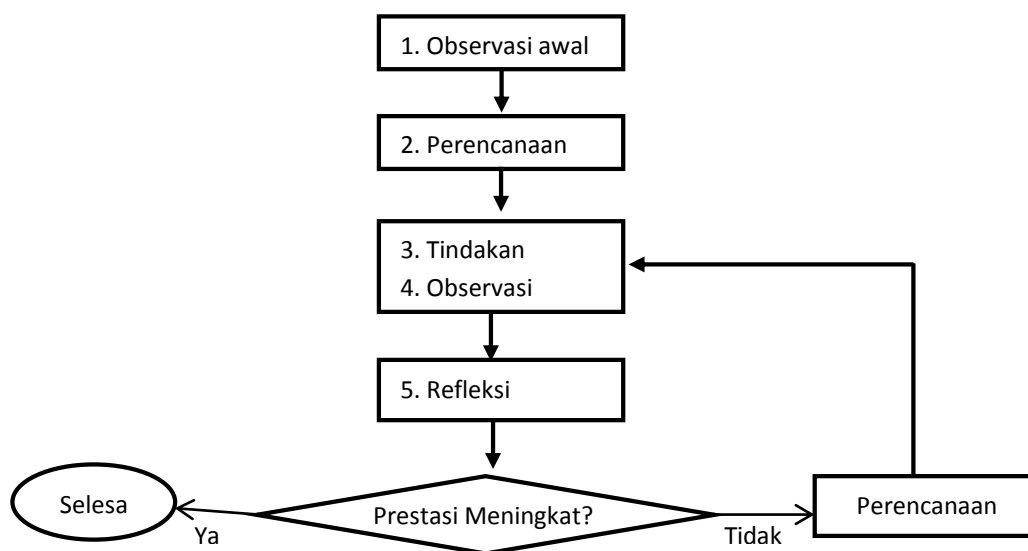 1. Observasi awal
2. Perencanaan
3. Tindakan
4. Observasi
5. Refleksi
Selesa
Prestasi Meningkat?
Perencanaan
Ya
Tidak